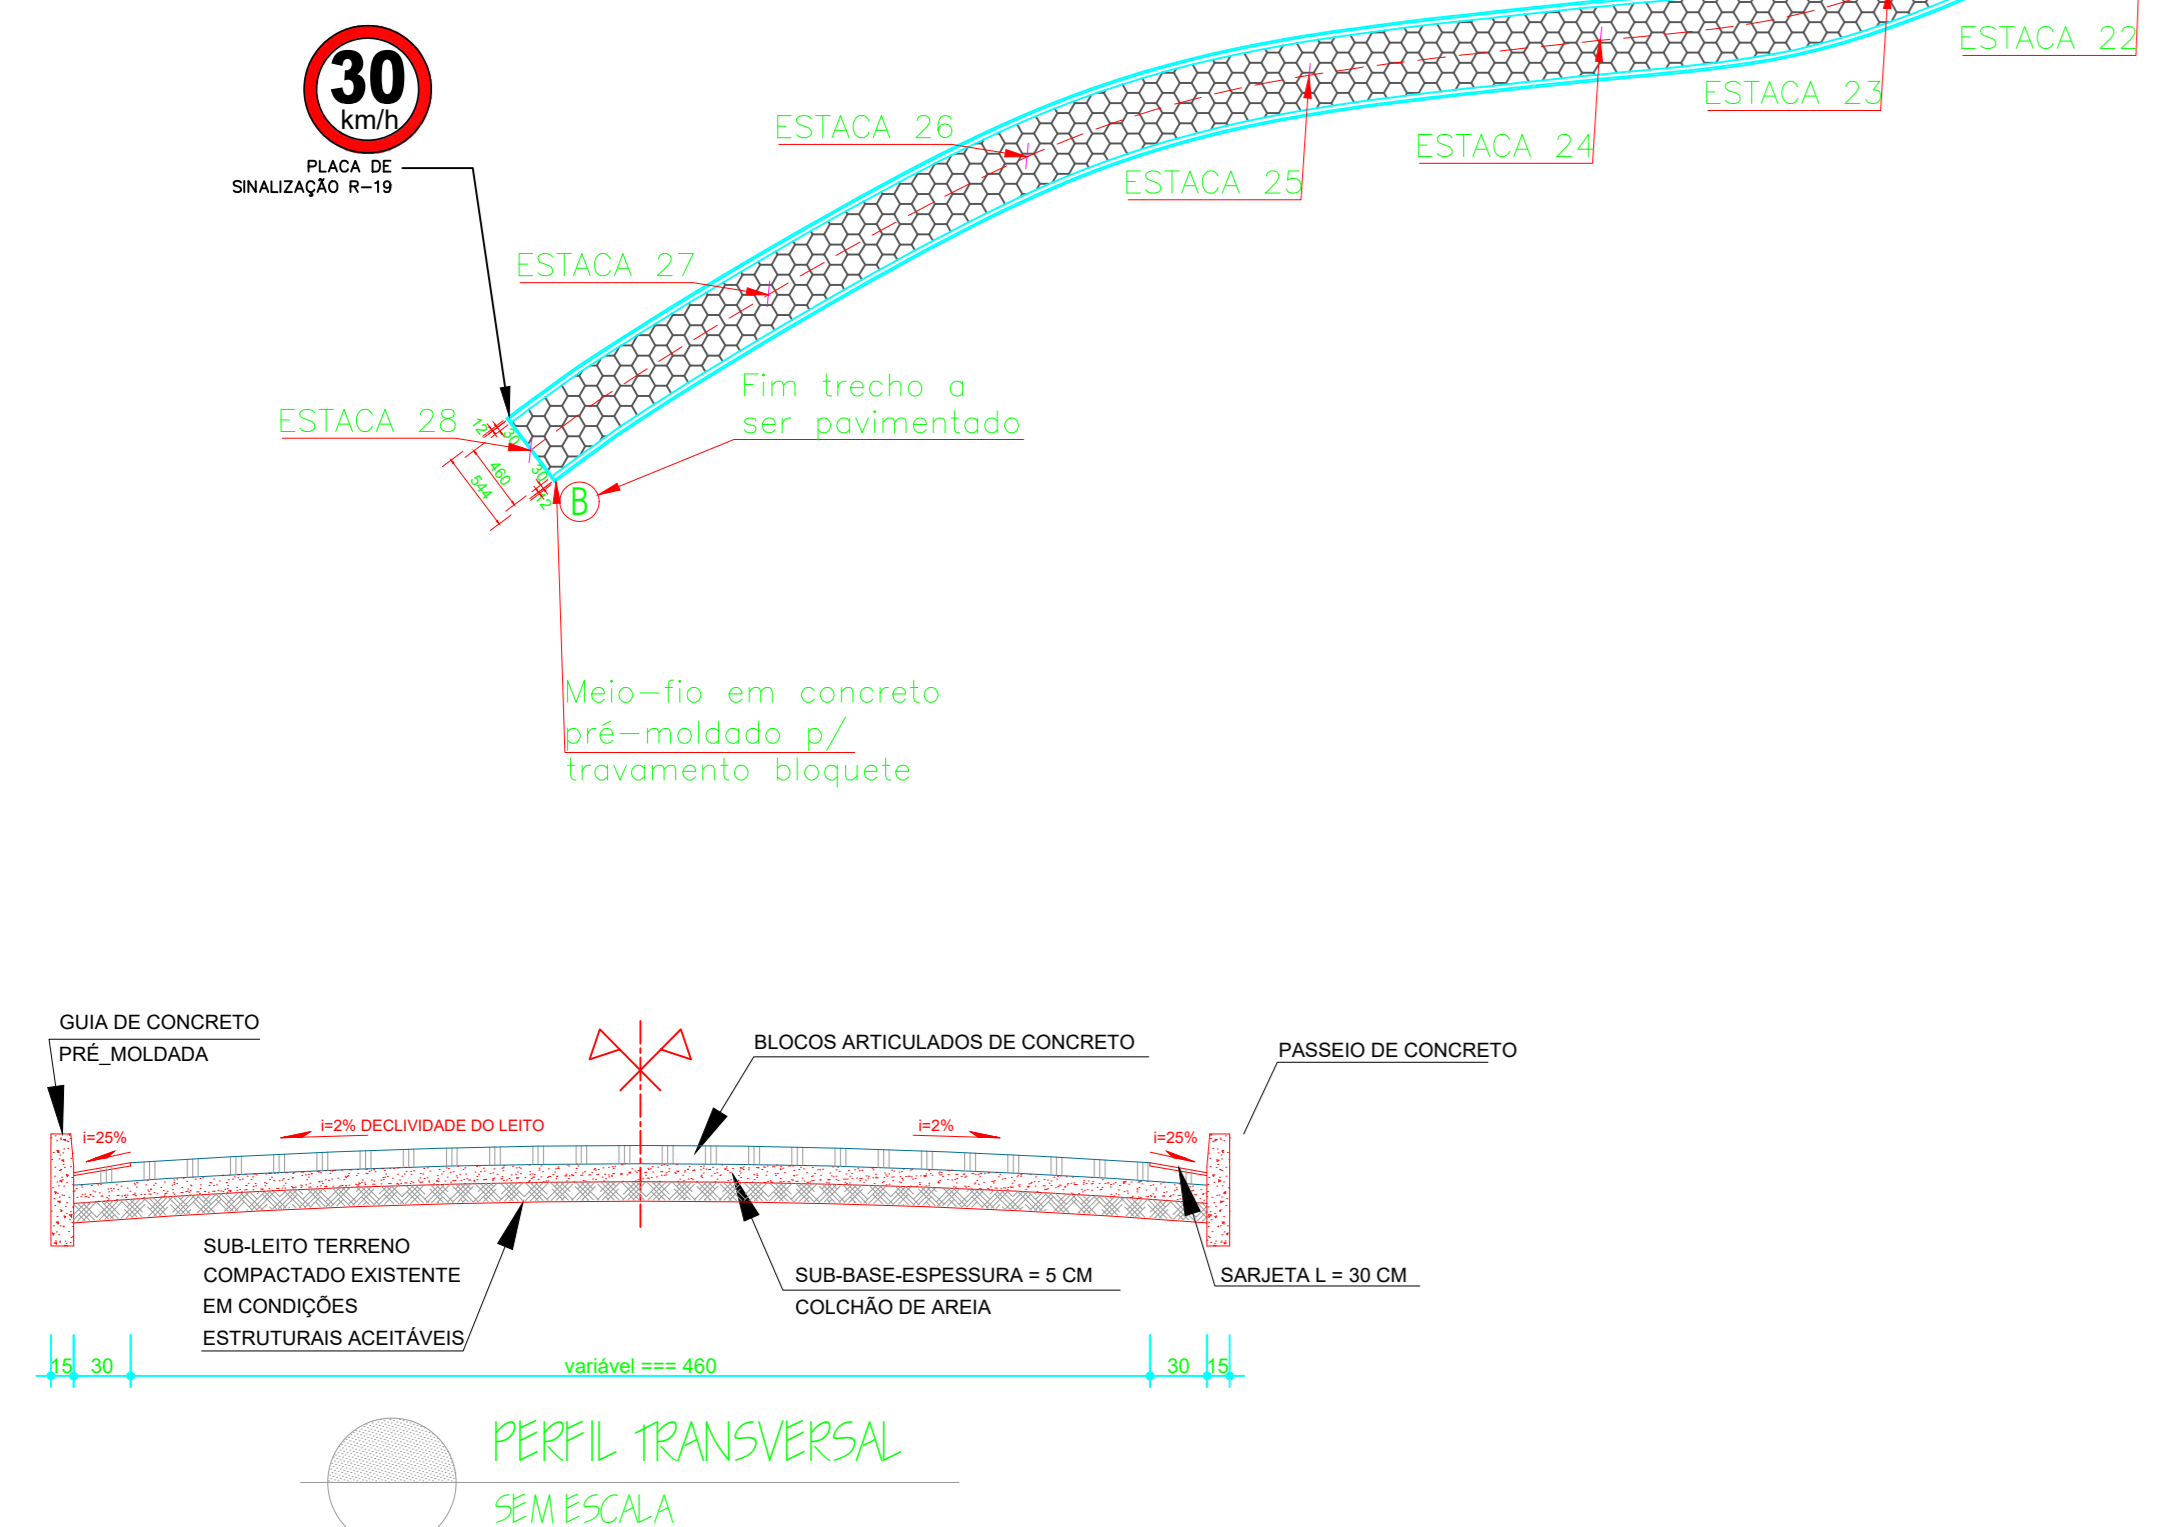 30
km/h
PLACA DE
SINALIZAÇÃO R-19
ESTACA 22
ESTACA 23
ESTACA 24
ESTACA 25
ESTACA 26
ESTACA 27
ESTACA 28
12
30
460
544
30
12
Fim trecho a
ser pavimentado
B
Meio-fio em concreto
pré-moldado p/
travamento bloquete
GUIA DE CONCRETO
PRÉ_MOLDADA
BLOCOS ARTICULADOS DE CONCRETO
PASSEIO DE CONCRETO
i=25%
i=2% DECLIVIDADE DO LEITO
i=2%
i=25%
SUB-LEITO TERRENO
COMPACTADO EXISTENTE
EM CONDIÇÕES
ESTRUTURAIS ACEITÁVEIS
SUB-BASE-ESPESSURA = 5 CM
COLCHÃO DE AREIA
SARJETA L = 30 CM
15 30 variável === 460 30 15
PERFIL TRANSVERSAL
SEM ESCALA